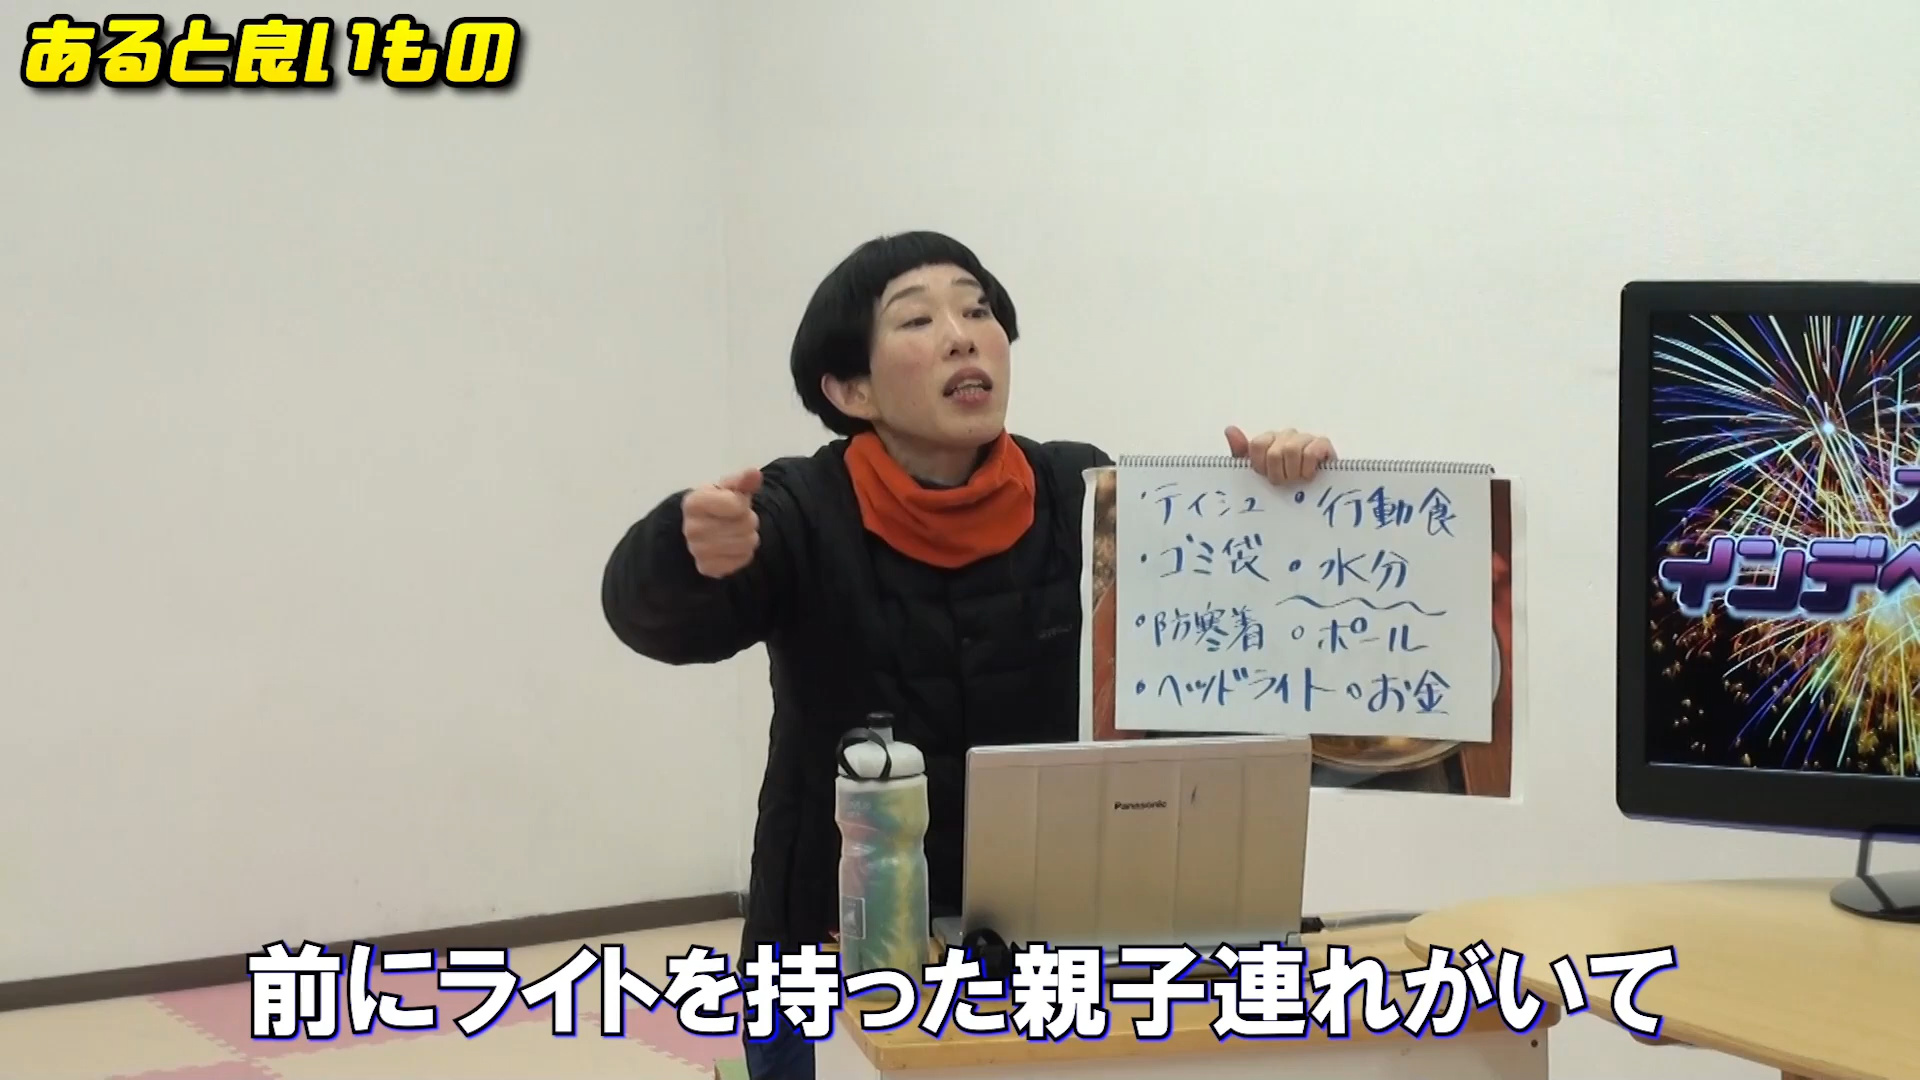 あると良いもの
・ティシュ ・行動食
・ゴミ袋 ・水分
・防寒着 ・ポール
・ヘッドライト ・お金
Panasonic
インデペ
前にライトを持った親子連れがいて